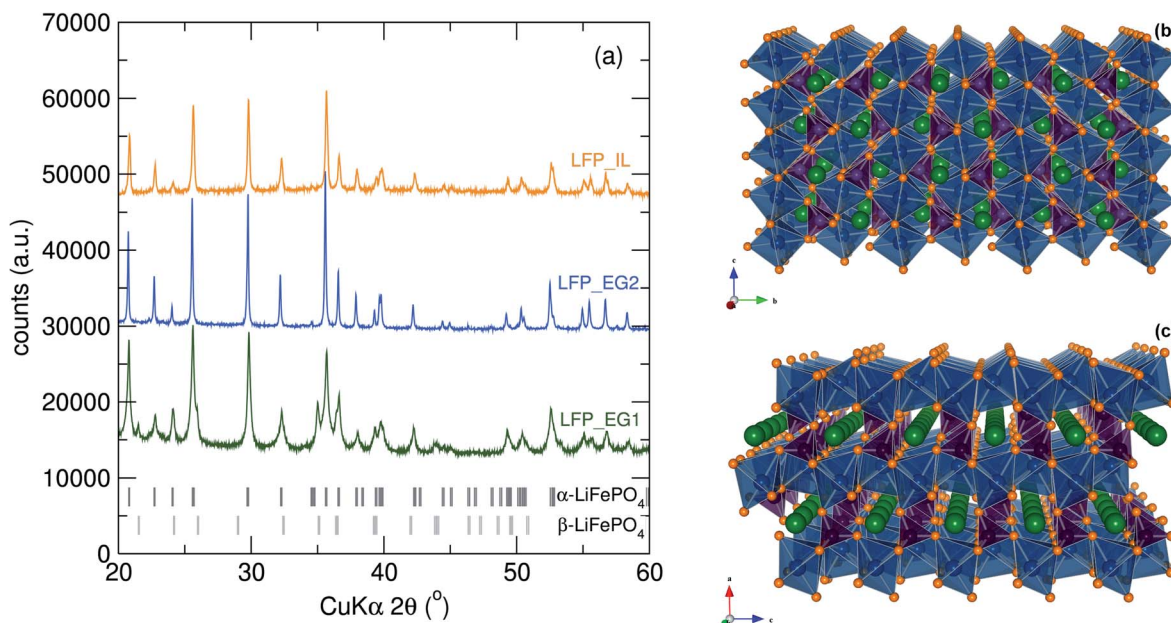 (a)
70000
60000
50000
40000
30000
20000
10000
0
counts (a.u.)
LFP_IL
LFP_EG2
LFP_EG1
α-LiFePO4
β-LiFePO4
20
30
40
50
60
CuKα 2θ (°)
(b
c
b
(c
a
c